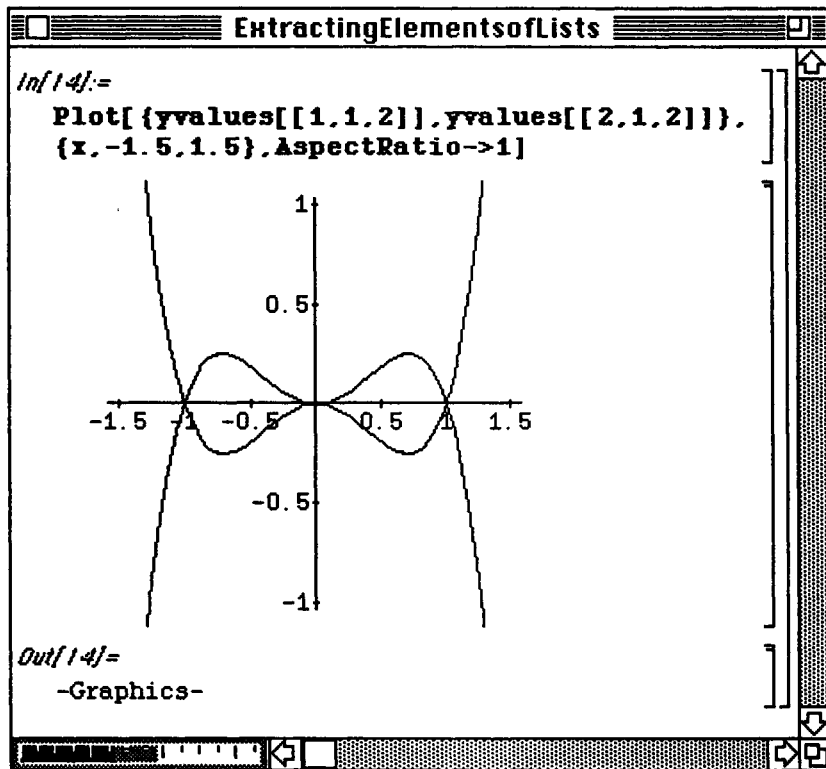 ExtractingElementsofLists
In[14]:=
Plot[{yvalues[[1,1,2]],yvalues[[2,1,2]]},
{x,-1.5,1.5},AspectRatio->1]
1
0.5
-1.5 -1 -0.5 0.5 1 1.5
-0.5
-1
Out[14]=
-Graphics-